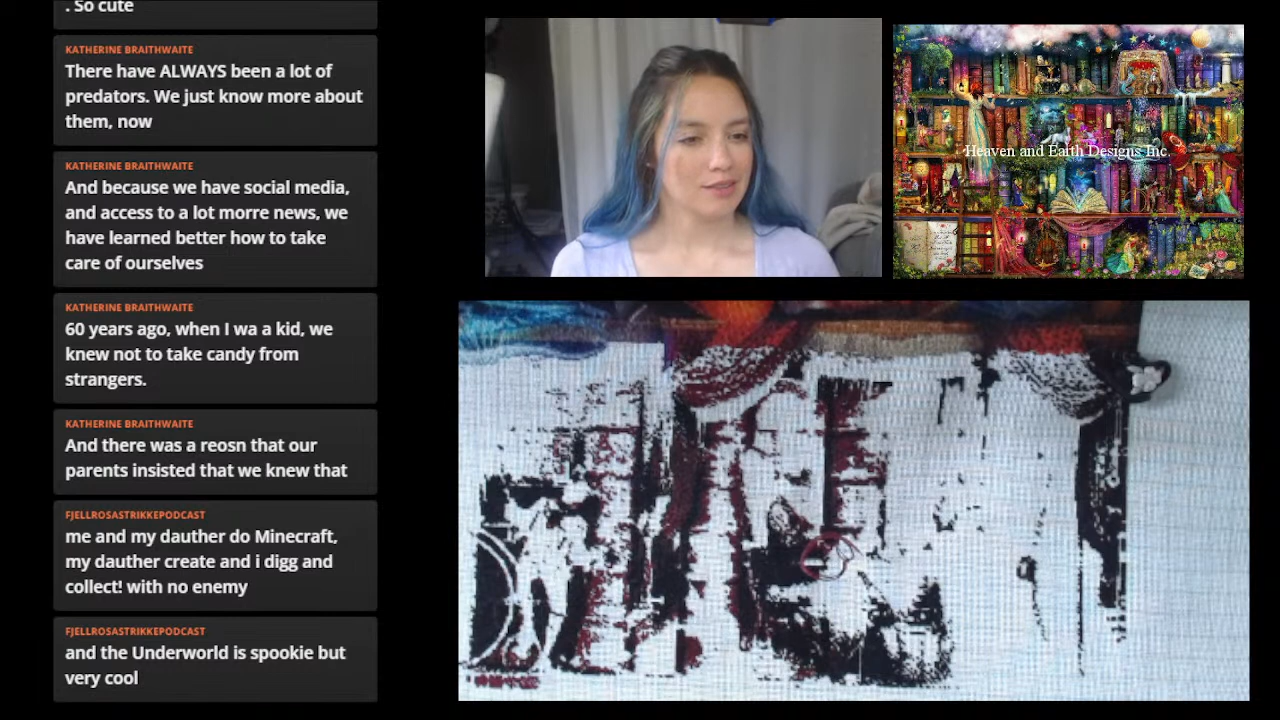 . So cute
KATHERINE BRAITHWAITE
There have ALWAYS been a lot of
predators. We just know more about
them, now
KATHERINE BRAITHWAITE
And because we have social media,
and access to a lot morre news, we
have learned better how to take
care of ourselves
KATHERINE BRAITHWAITE
60 years ago, when I wa a kid, we
knew not to take candy from
strangers.
KATHERINE BRAITHWAITE
And there was a reosn that our
parents insisted that we knew that
FJELLROSASTRIKKEPODCAST
me and my dauther do Minecraft,
my dauther create and i digg and
collect! with no enemy
FJELLROSASTRIKKEPODCAST
and the Underworld is spookie but
very cool
Heaven and Earth Designs Inc.